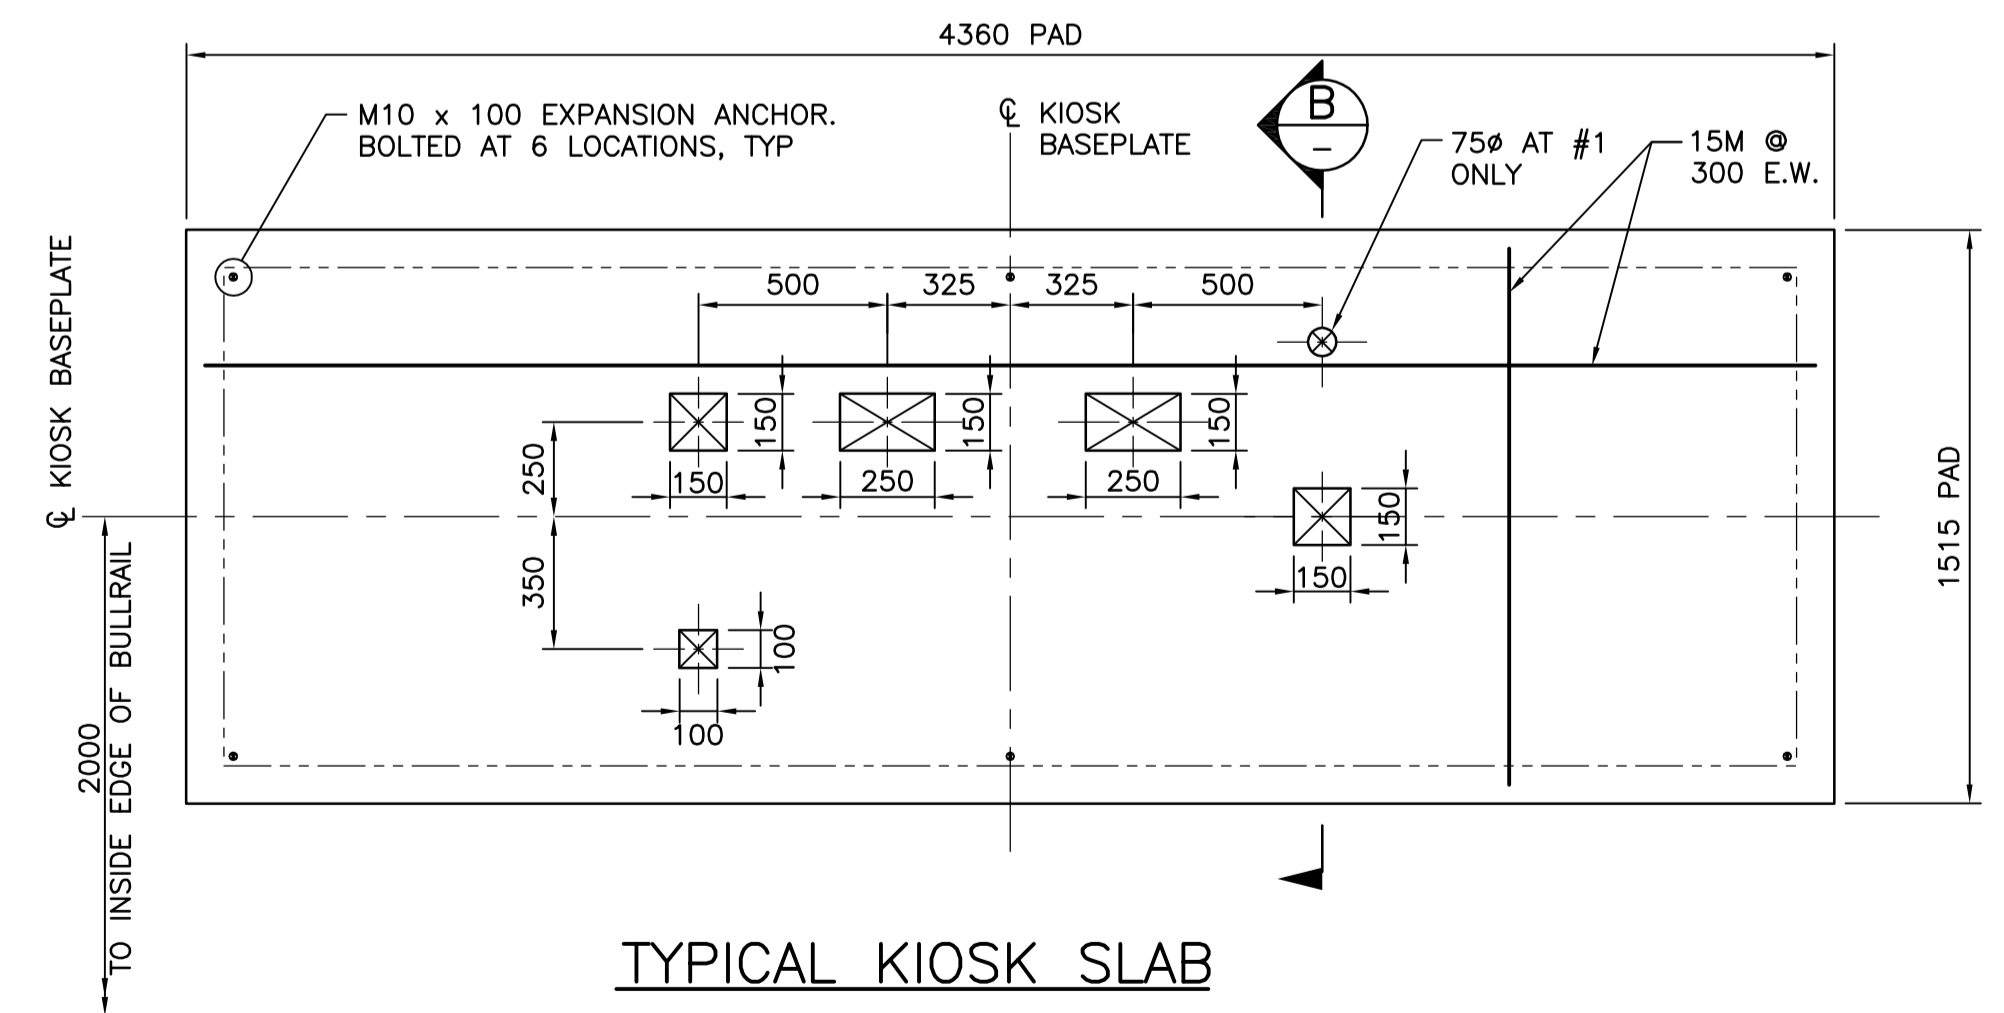 4360 PAD
M10 x 100 EXPANSION ANCHOR.
BOLTED AT 6 LOCATIONS, TYP
℄ KIOSK
BASEPLATE
B
-
75ø AT #1
ONLY
15M @
300 E.W.
℄ KIOSK BASEPLATE
500
325
325
500
150
150
150
250
150
250
250
150
150
1515 PAD
350
100
100
2000
TO INSIDE EDGE OF BULLRAIL
TYPICAL KIOSK SLAB